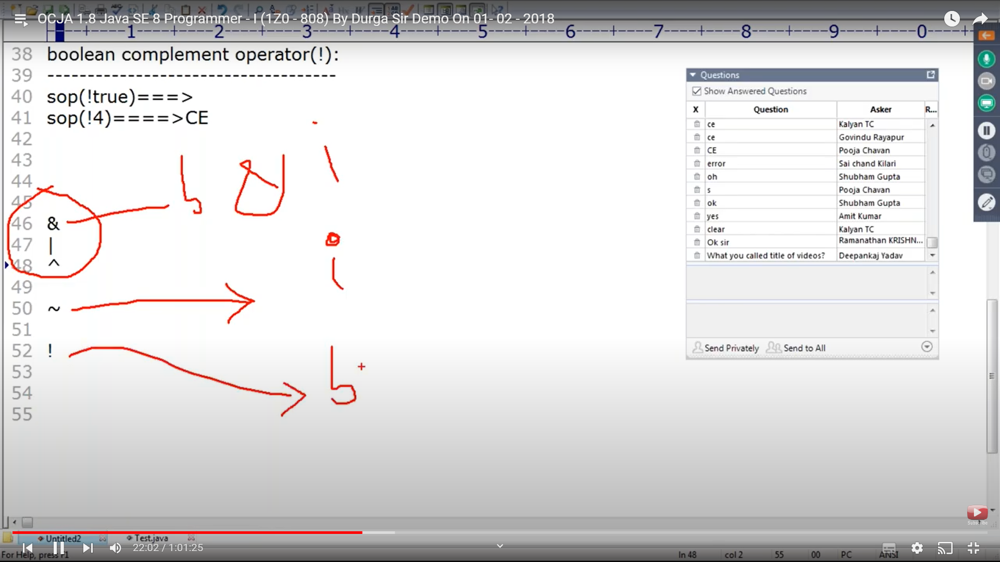 OCJA 1.8 Java SE 8 Programmer - I (1Z0 - 808) By Durga Sir Demo On 01- 02 - 2018
----+----1----+----2----+----3----+----4----+----5----+----6----+----7----+----8----+----9----+----0----+--
38 boolean complement operator(!):
39 ------------------------------------
40 sop(!true)===>
41 sop(!4)====>CE
42
43
44
45
46 &
47 |
48 ^
49
50 ~
51
52 !
53
54
55
b & i
i
b
Questions
Show Answered Questions
X Question Asker R...
ce Kalyan TC
ce Govindu Rayapur
CE Pooja Chavan
error Sai chand Kilari
oh Shubham Gupta
s Pooja Chavan
ok Shubham Gupta
yes Amit Kumar
clear Kalyan TC
Ok sir Ramanathan KRISHN...
What you called title of videos? Deepankaj Yadav
Send Privately Send to All
Subscribe
Untitled2 Test.java
22:02 / 1:01:25
For Help, press F1 ln 48 col 2 55 00 PC ANSI